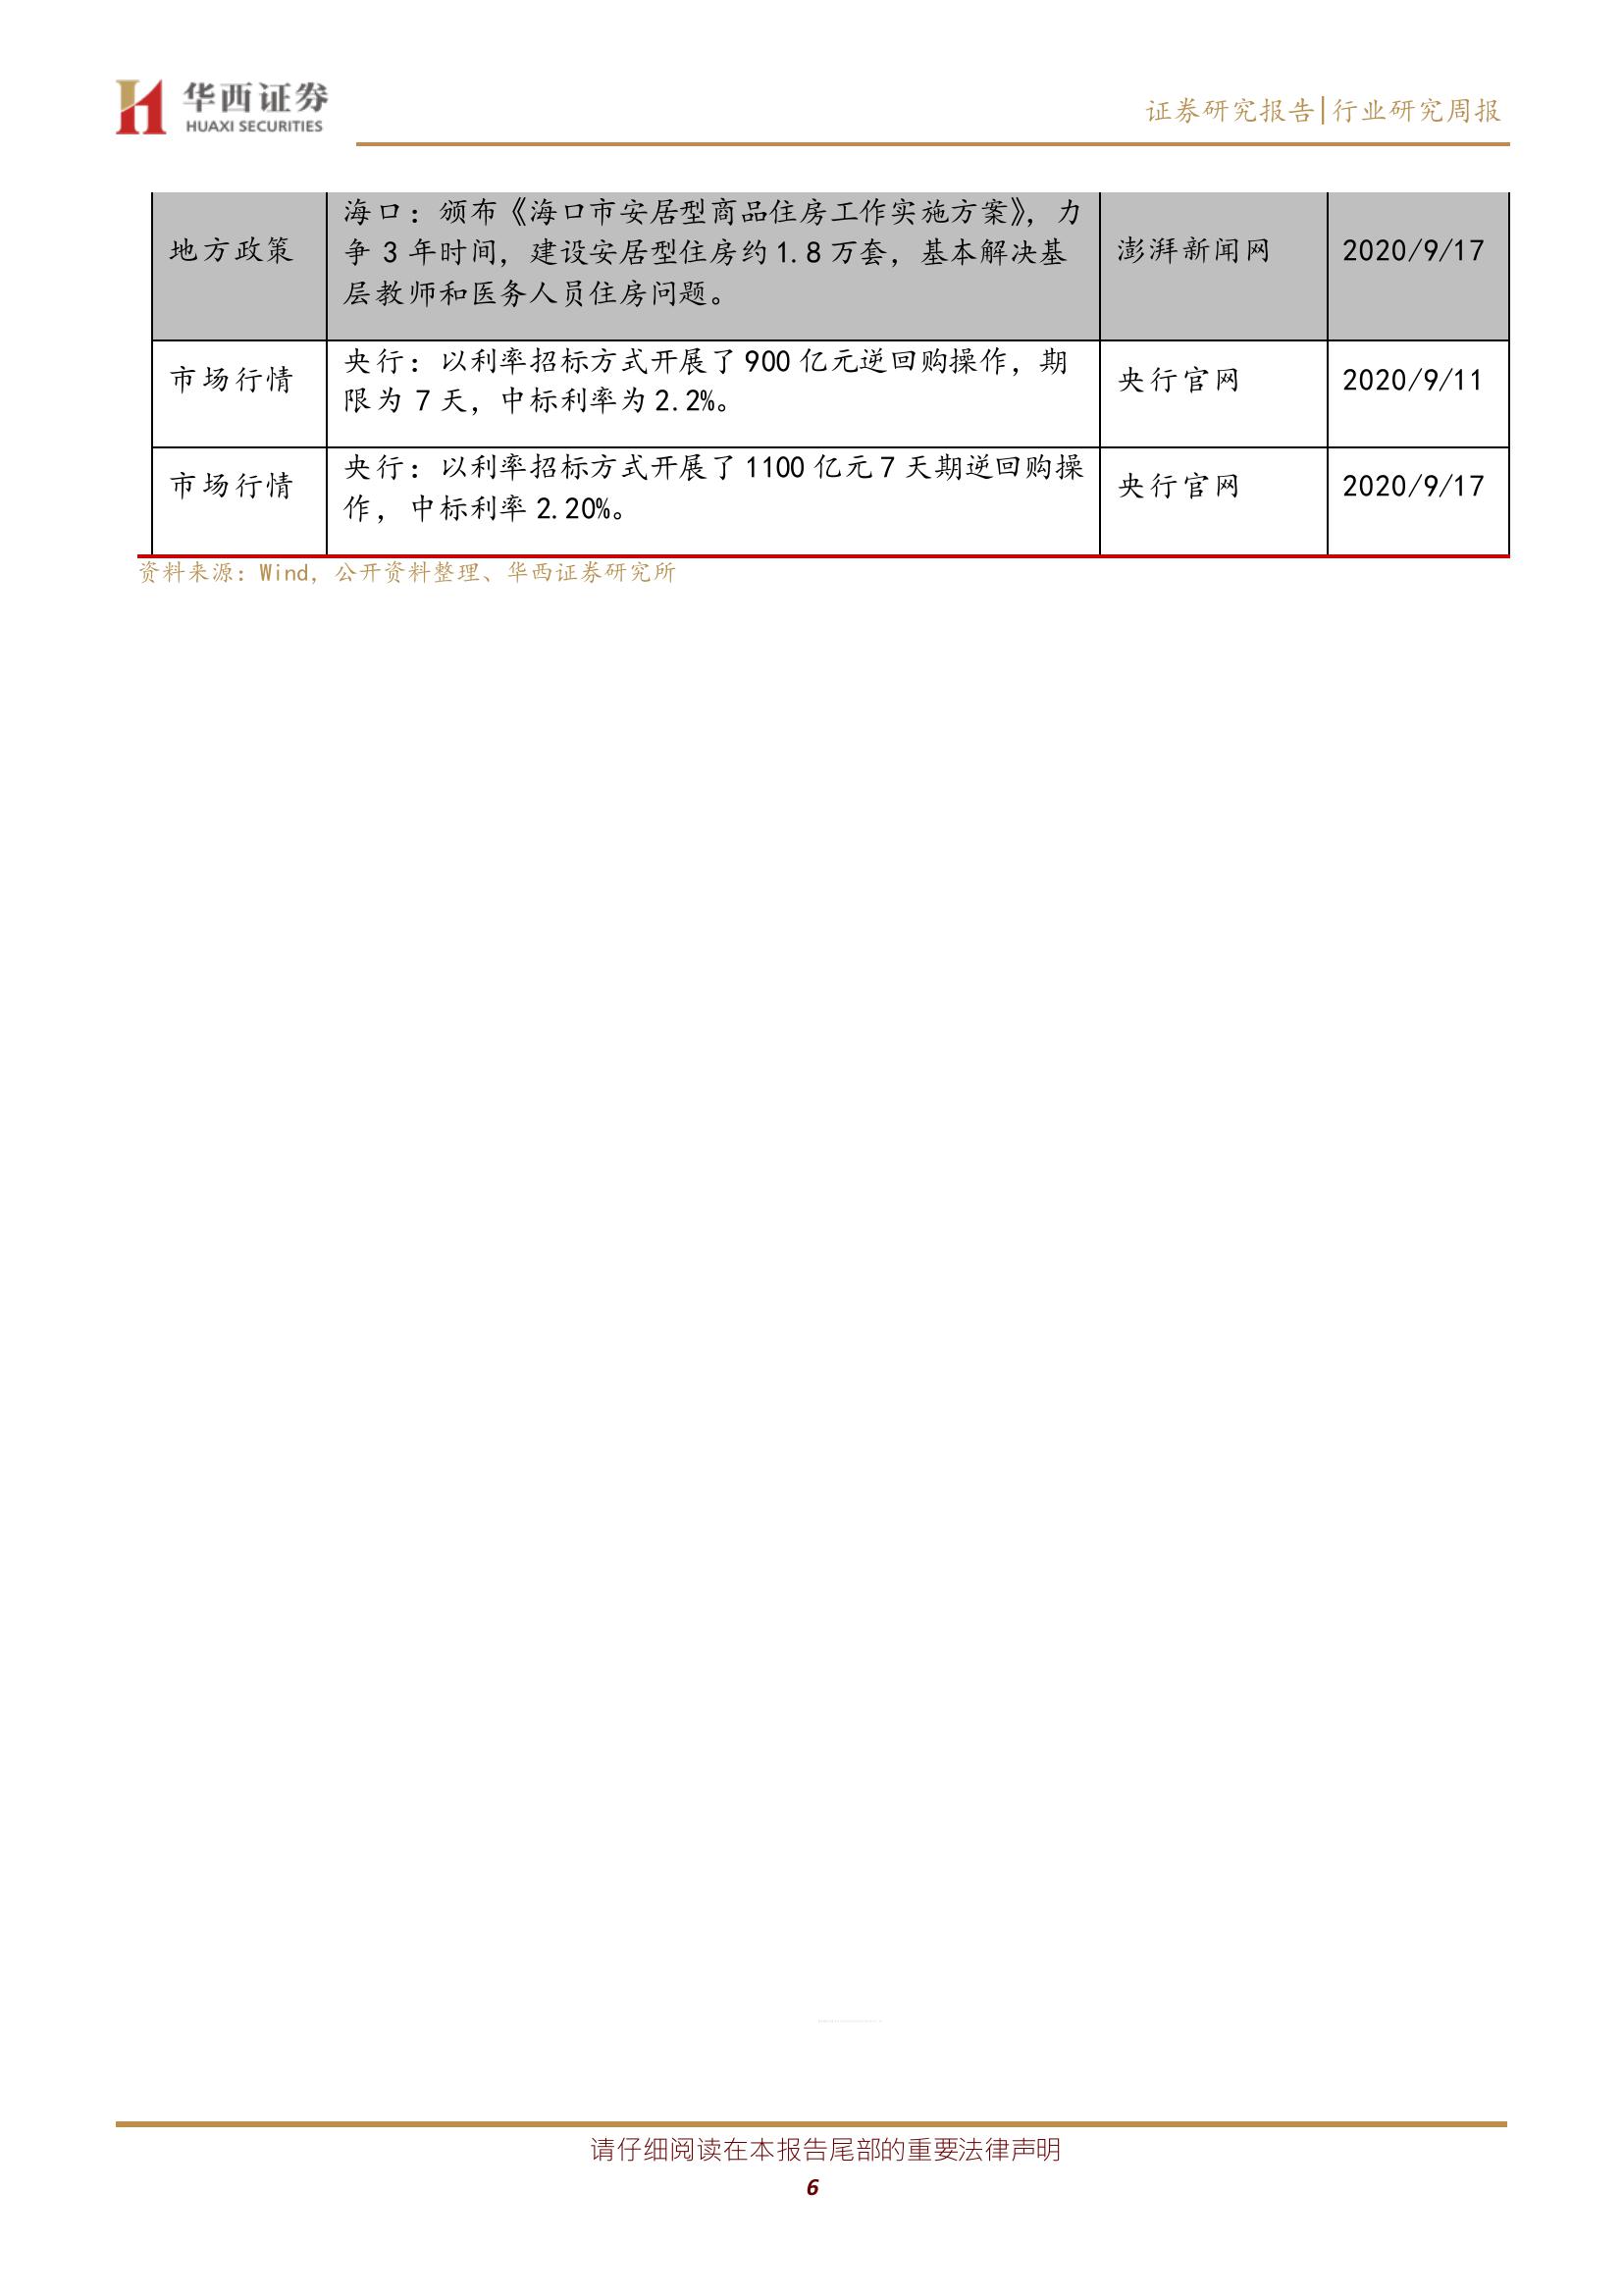 华西证券
HUAXI SECURITIES
证券研究报告|行业研究周报
地方政策
海口：颁布《海口市安居型商品住房工作实施方案》，力
争 3 年时间，建设安居型住房约 1.8 万套，基本解决基
层教师和医务人员住房问题。
澎湃新闻网
2020/9/17
市场行情
央行：以利率招标方式开展了 900 亿元逆回购操作，期
限为 7 天，中标利率为 2.2%。
央行官网
2020/9/11
市场行情
央行：以利率招标方式开展了 1100 亿元 7 天期逆回购操
作，中标利率 2.20%。
央行官网
2020/9/17
资料来源：Wind，公开资料整理、华西证券研究所
请仔细阅读在本报告尾部的重要法律声明
6